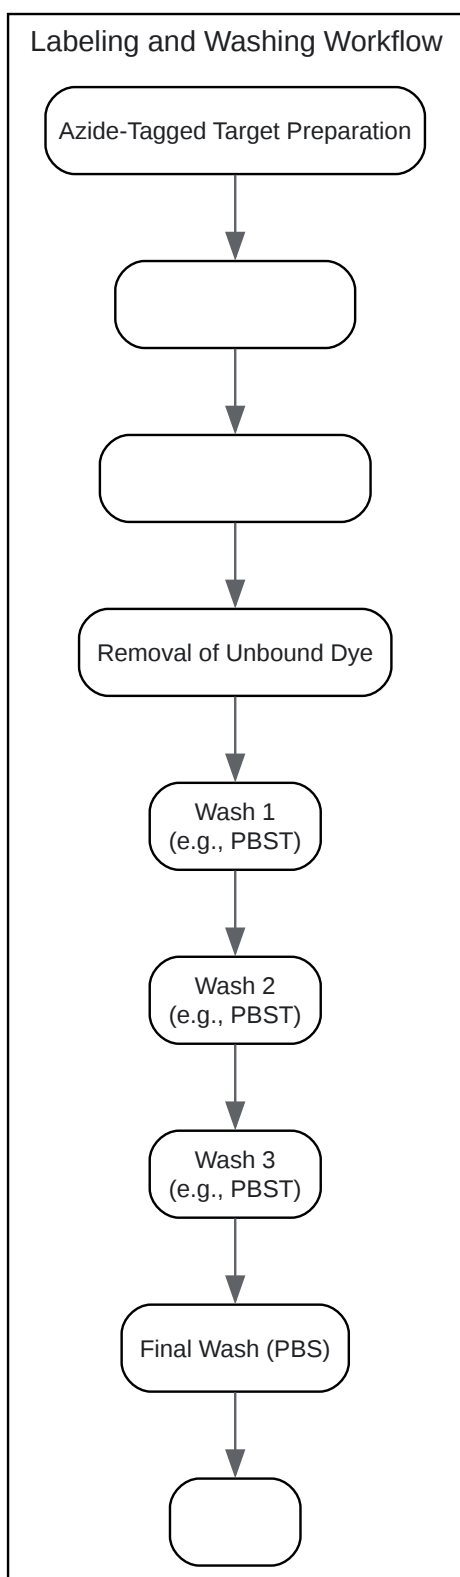 Labeling and Washing Workflow
Azide-Tagged Target Preparation
Removal of Unbound Dye
Wash 1
(e.g., PBST)
Wash 2
(e.g., PBST)
Wash 3
(e.g., PBST)
Final Wash (PBS)